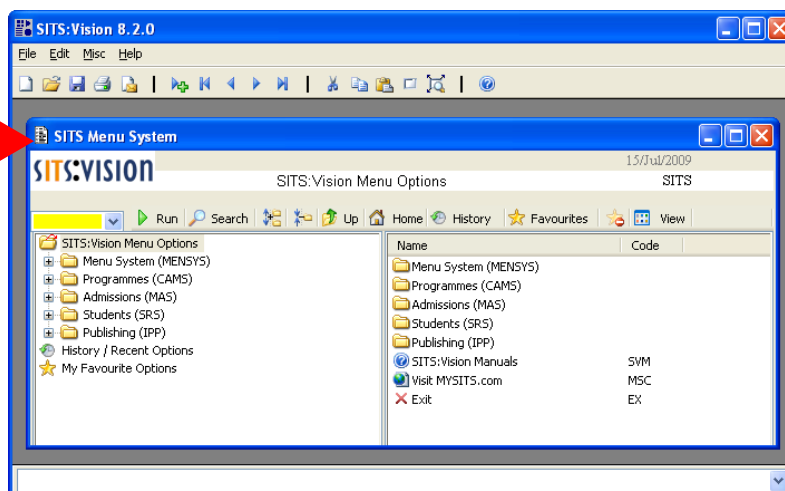 SITS:Vision 8.2.0
File Edit Misc Help
SITS Menu System
SITS:VISION
15/Jul/2009
SITS:Vision Menu Options
SITS
Run Search Up Home History Favourites View
SITS:Vision Menu Options
Menu System (MENSYS)
Programmes (CAMS)
Admissions (MAS)
Students (SRS)
Publishing (IPP)
History / Recent Options
My Favourite Options
Name Code
Menu System (MENSYS)
Programmes (CAMS)
Admissions (MAS)
Students (SRS)
Publishing (IPP)
SITS:Vision Manuals SVM
Visit MYSITS.com MSC
Exit EX